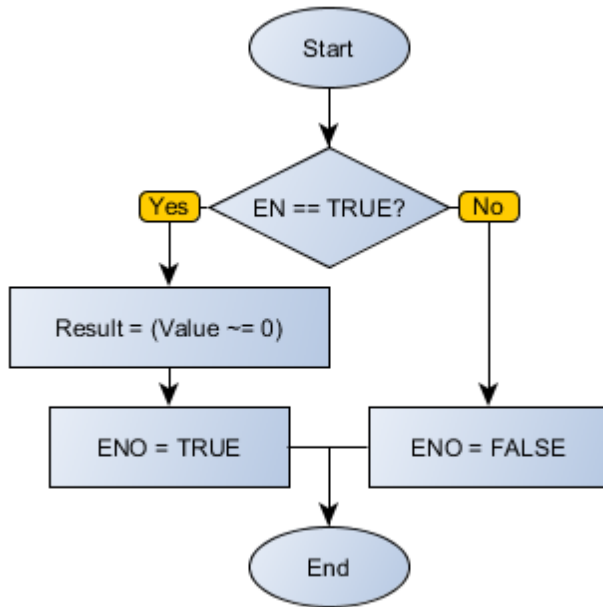 Start
EN == TRUE?
Yes
No
Result = (Value ~= 0)
ENO = TRUE
ENO = FALSE
End